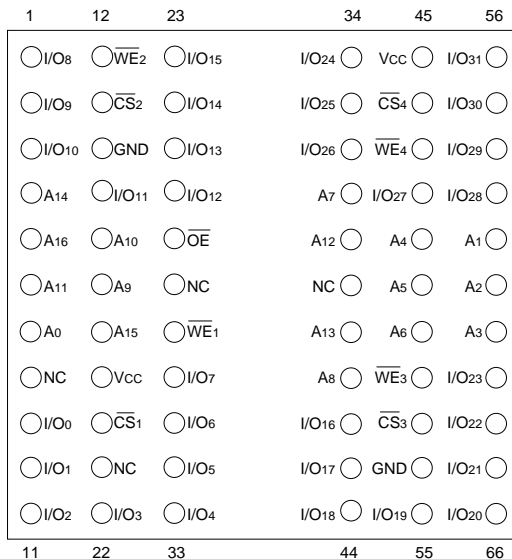 1 12 23 34 45 56
I/O8 WE2 I/O15 I/O24 VCC I/O31
I/O9 CS2 I/O14 I/O25 CS4 I/O30
I/O10 GND I/O13 I/O26 WE4 I/O29
A14 I/O11 I/O12 A7 I/O27 I/O28
A16 A10 OE A12 A4 A1
A11 A9 NC NC A5 A2
A0 A15 WE1 A13 A6 A3
NC VCC I/O7 A8 WE3 I/O23
I/O0 CS1 I/O6 I/O16 CS3 I/O22
I/O1 NC I/O5 I/O17 GND I/O21
I/O2 I/O3 I/O4 I/O18 I/O19 I/O20
11 22 33 44 55 66